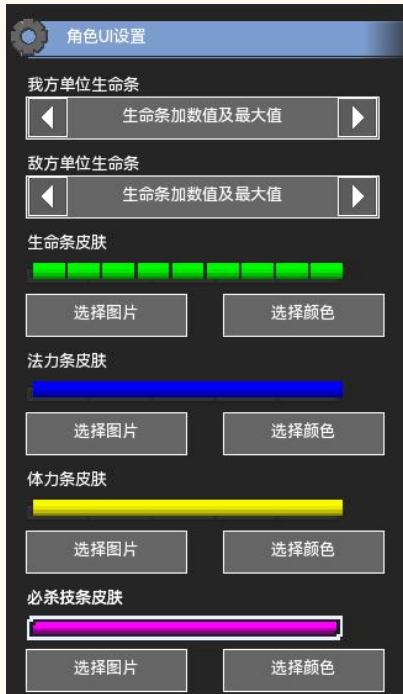 角色UI设置
我方单位生命条
生命条加数值及最大值
敌方单位生命条
生命条加数值及最大值
生命条皮肤
选择图片 选择颜色
法力条皮肤
选择图片 选择颜色
体力条皮肤
选择图片 选择颜色
必杀技条皮肤
选择图片 选择颜色